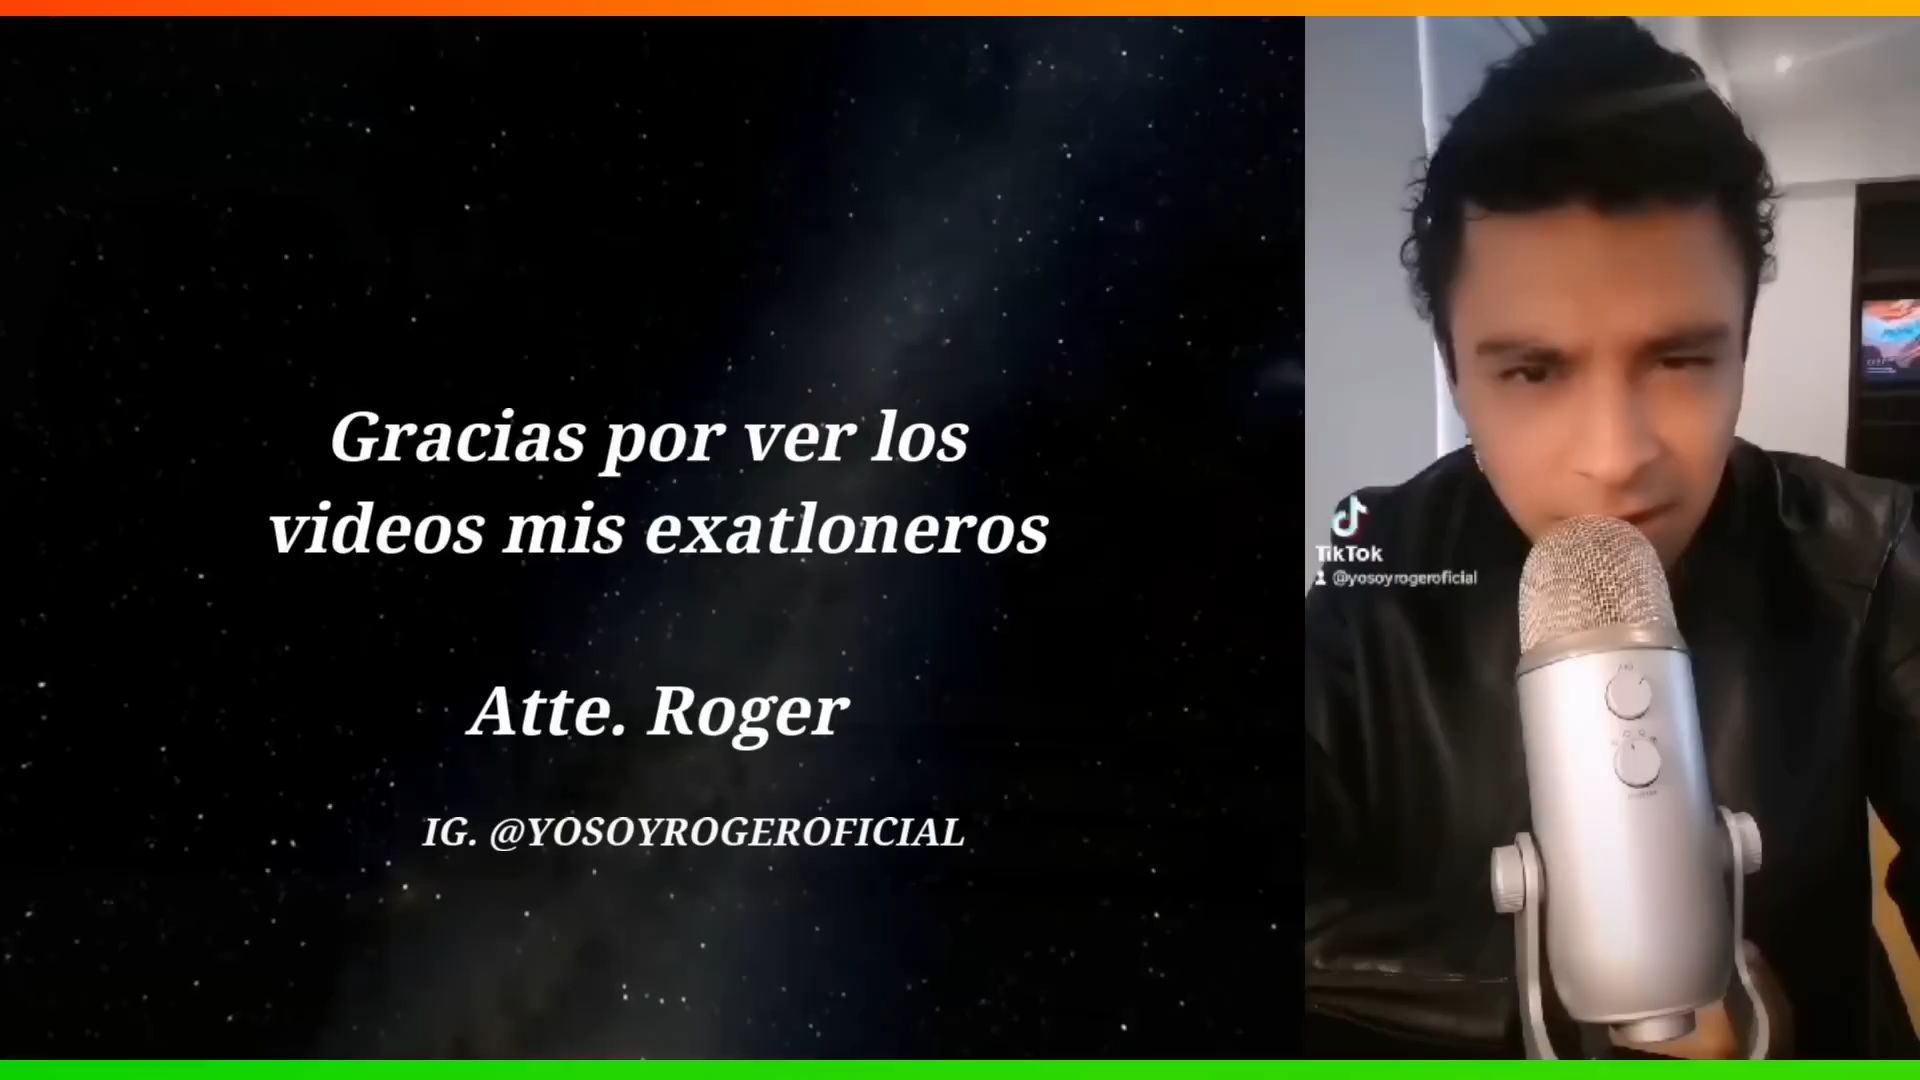 Gracias por ver los
videos mis exatloneros
Atte. Roger
IG. @YOSOYROGEROFICIAL
TikTok
@yosoyrogeroficial